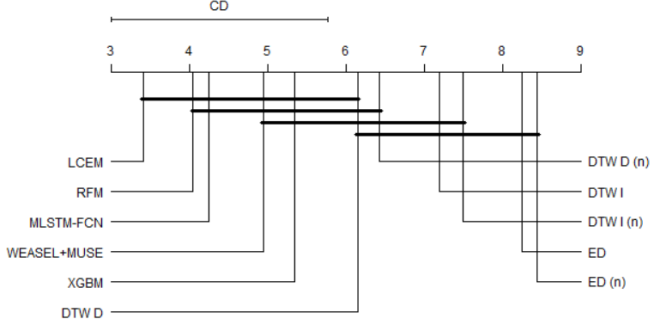 CD
3 4 5 6 7 8 9
LCEM DTW D (n)
RFM DTW I
MLSTM-FCN DTW I (n)
WEASEL+MUSE ED
XGBM ED (n)
DTW D